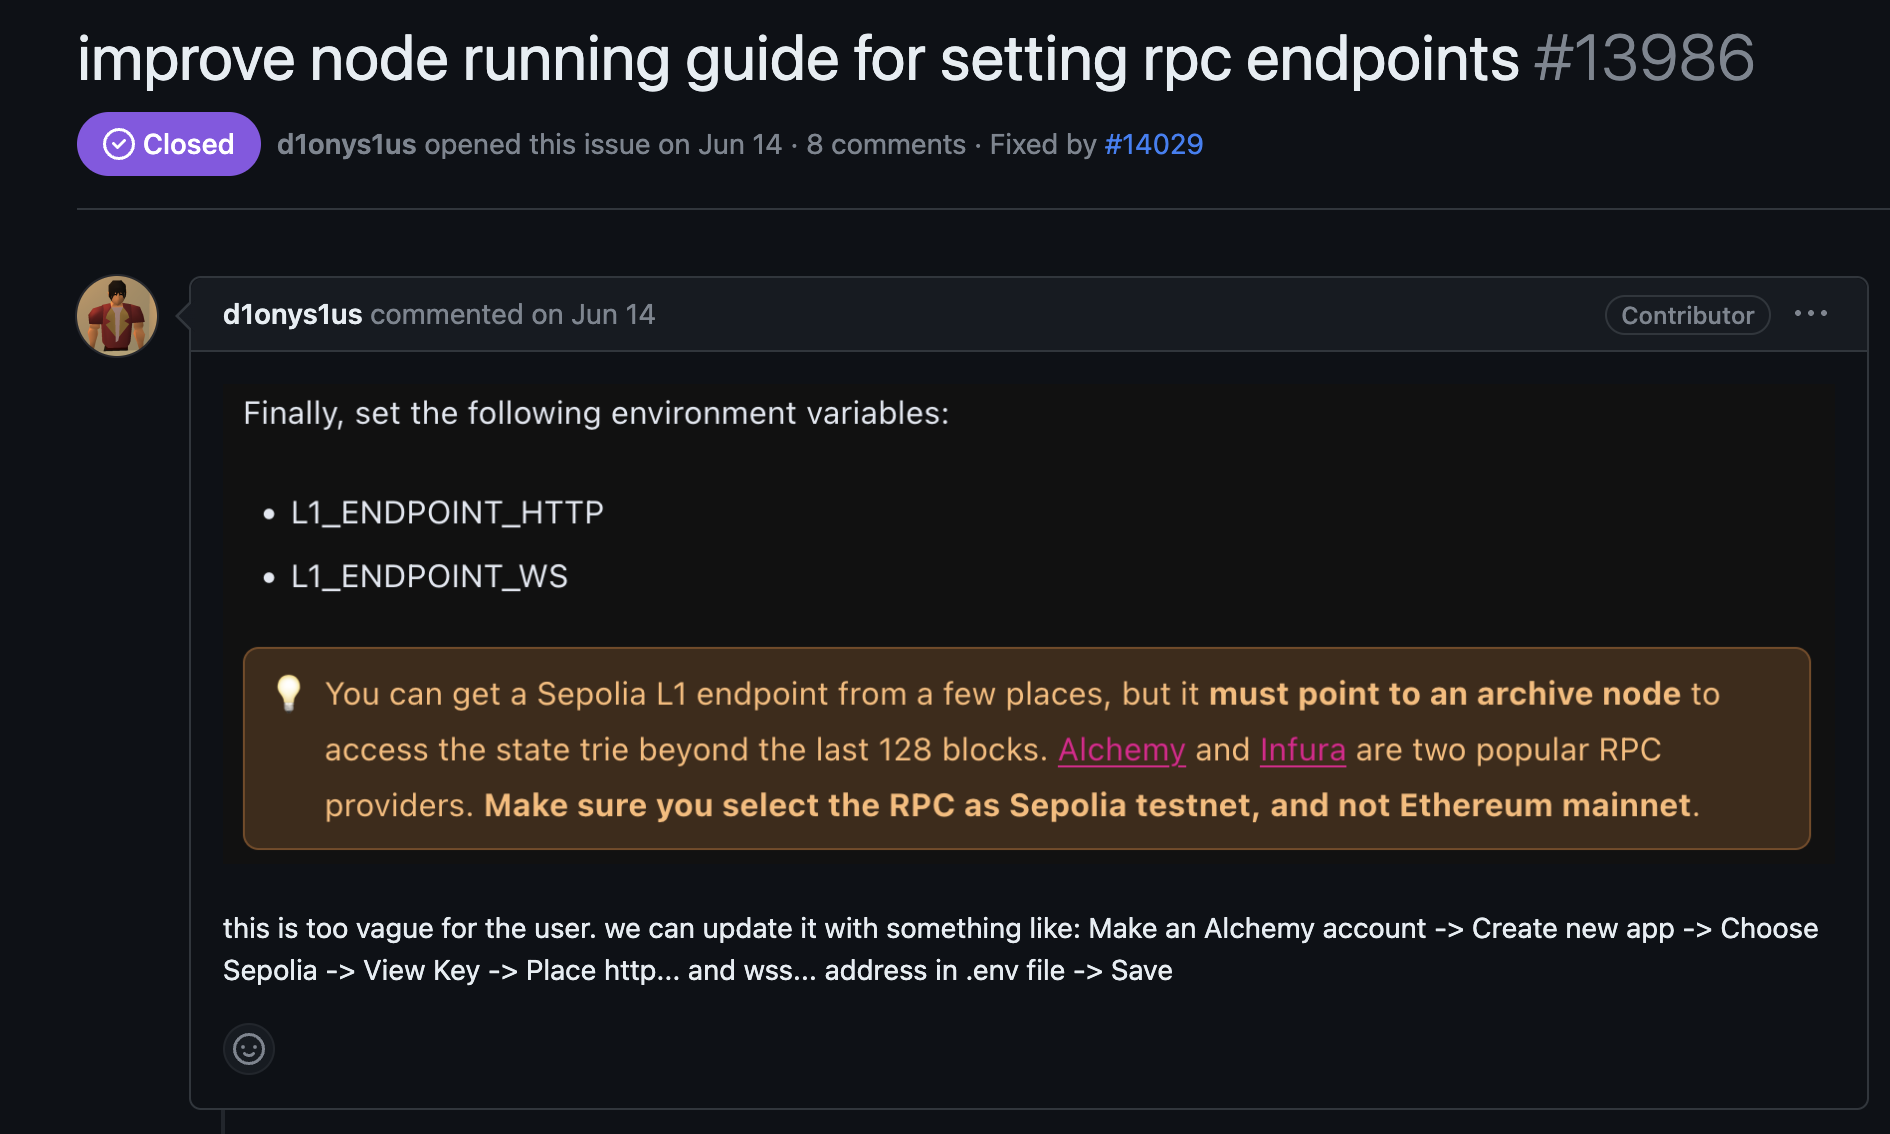 improve node running guide for setting rpc endpoints #13986
Closed d1onys1us opened this issue on Jun 14 · 8 comments · Fixed by #14029
d1onys1us commented on Jun 14 Contributor
Finally, set the following environment variables:
• L1_ENDPOINT_HTTP
• L1_ENDPOINT_WS
You can get a Sepolia L1 endpoint from a few places, but it must point to an archive node to
access the state trie beyond the last 128 blocks. Alchemy and Infura are two popular RPC
providers. Make sure you select the RPC as Sepolia testnet, and not Ethereum mainnet.
this is too vague for the user. we can update it with something like: Make an Alchemy account -> Create new app -> Choose
Sepolia -> View Key -> Place http... and wss... address in .env file -> Save